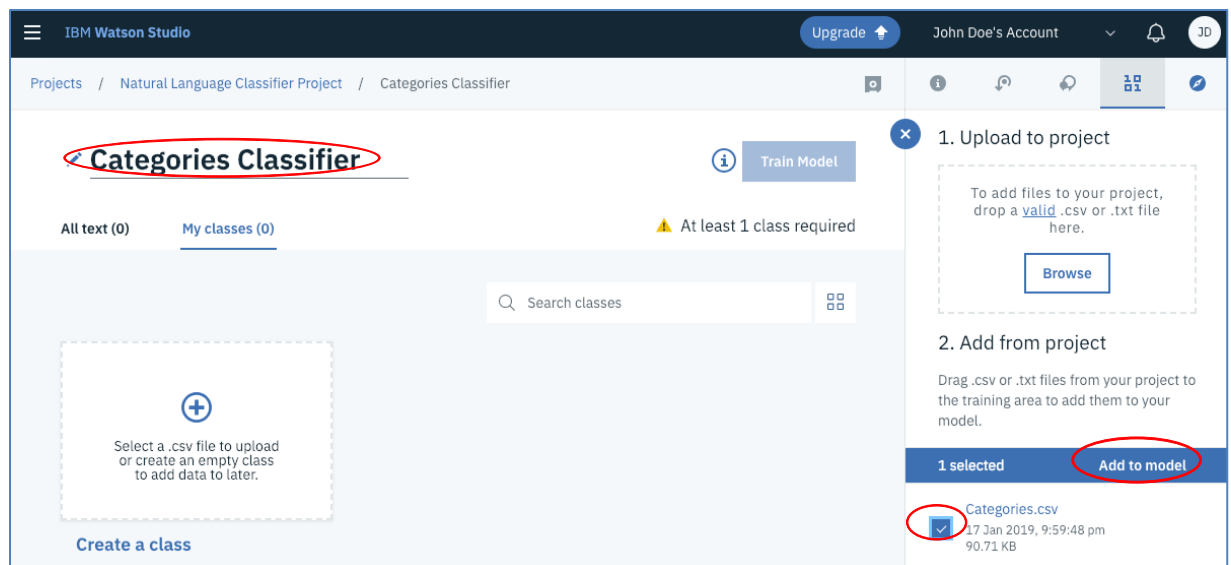 IBM Watson Studio
Upgrade
John Doe's Account
JD
Projects / Natural Language Classifier Project / Categories Classifier
Categories Classifier
Train Model
All text (0)
My classes (0)
At least 1 class required
Search classes
Select a .csv file to upload
or create an empty class
to add data to later.
Create a class
1. Upload to project
To add files to your project,
drop a valid .csv or .txt file
here.
Browse
2. Add from project
Drag .csv or .txt files from your project to
the training area to add them to your
model.
1 selected
Add to model
Categories.csv
17 Jan 2019, 9:59:48 pm
90.71 KB